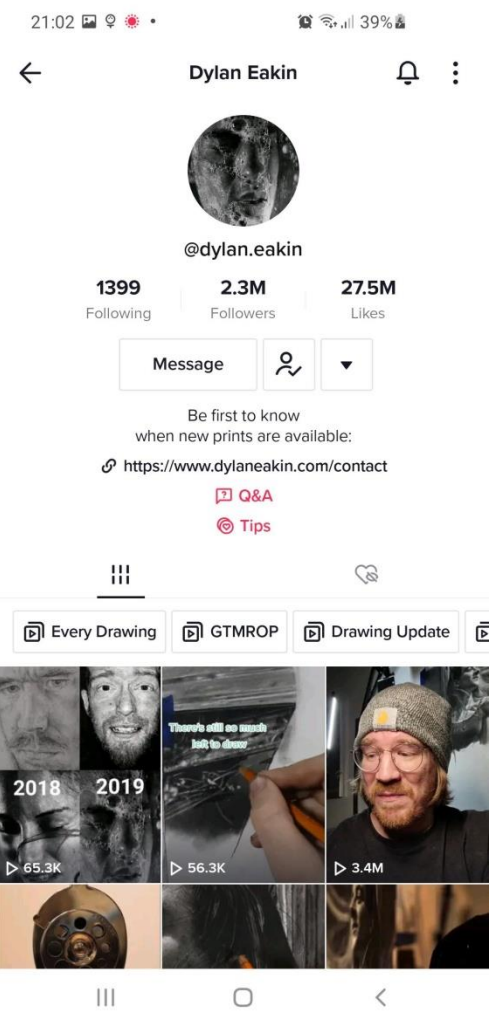 21:02 39%
Dylan Eakin
@dylan.eakin
1399 2.3M 27.5M
Following Followers Likes
Message
Be first to know
when new prints are available:
https://www.dylaneakin.com/contact
Q&A
Tips
Every Drawing GTMROP Drawing Update
There's still so much
left to draw
2018 2019
65.3K 56.3K 3.4M